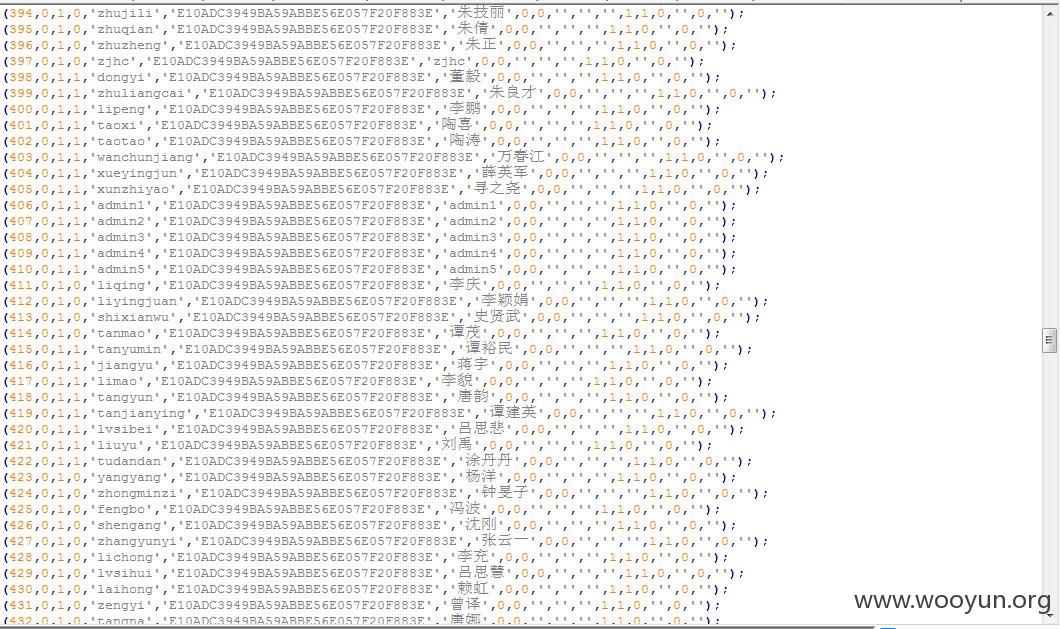 (394,0,1,0,'zhujili','E10ADC3949BA59ABBE56E057F20F883E','朱技丽',0,0,'','','',1,1,0,'',0,'');
(395,0,1,0,'zhuqian','E10ADC3949BA59ABBE56E057F20F883E','朱倩',0,0,'','','',1,1,0,'',0,'');
(396,0,1,0,'zhuzheng','E10ADC3949BA59ABBE56E057F20F883E','朱正',0,0,'','','',1,1,0,'',0,'');
(397,0,1,0,'zjhc','E10ADC3949BA59ABBE56E057F20F883E','zjhc',0,0,'','','',1,1,0,'',0,'');
(398,0,1,0,'dongyi','E10ADC3949BA59ABBE56E057F20F883E','董毅',0,0,'','','',1,1,0,'',0,'');
(399,0,1,1,'zhuliangcai','E10ADC3949BA59ABBE56E057F20F883E','朱良才',0,0,'','','',1,1,0,'',0,'');
(400,0,1,1,'lipeng','E10ADC3949BA59ABBE56E057F20F883E','李鹏',0,0,'','','',1,1,0,'',0,'');
(401,0,1,1,'taoxi','E10ADC3949BA59ABBE56E057F20F883E','陶喜',0,0,'','','',1,1,0,'',0,'');
(402,0,1,1,'taotao','E10ADC3949BA59ABBE56E057F20F883E','陶涛',0,0,'','','',1,1,0,'',0,'');
(403,0,1,1,'wanchunjiang','E10ADC3949BA59ABBE56E057F20F883E','万春江',0,0,'','','',1,1,0,'',0,'');
(404,0,1,1,'xueyingjun','E10ADC3949BA59ABBE56E057F20F883E','薛英军',0,0,'','','',1,1,0,'',0,'');
(405,0,1,1,'xunzhiyao','E10ADC3949BA59ABBE56E057F20F883E','寻之尧',0,0,'','','',1,1,0,'',0,'');
(406,0,1,1,'admin1','E10ADC3949BA59ABBE56E057F20F883E','admin1',0,0,'','','',1,1,0,'',0,'');
(407,0,1,1,'admin2','E10ADC3949BA59ABBE56E057F20F883E','admin2',0,0,'','','',1,1,0,'',0,'');
(408,0,1,1,'admin3','E10ADC3949BA59ABBE56E057F20F883E','admin3',0,0,'','','',1,1,0,'',0,'');
(409,0,1,1,'admin4','E10ADC3949BA59ABBE56E057F20F883E','admin4',0,0,'','','',1,1,0,'',0,'');
(410,0,1,1,'admin5','E10ADC3949BA59ABBE56E057F20F883E','admin5',0,0,'','','',1,1,0,'',0,'');
(411,0,1,1,'liqing','E10ADC3949BA59ABBE56E057F20F883E','李庆',0,0,'','','',1,1,0,'',0,'');
(412,0,1,1,'liyingjuan','E10ADC3949BA59ABBE56E057F20F883E','李颖娟',0,0,'','','',1,1,0,'',0,'');
(413,0,1,1,'shixianwu','E10ADC3949BA59ABBE56E057F20F883E','史贤武',0,0,'','','',1,1,0,'',0,'');
(414,0,1,1,'tanmao','E10ADC3949BA59ABBE56E057F20F883E','谭茂',0,0,'','','',1,1,0,'',0,'');
(415,0,1,1,'tanyumin','E10ADC3949BA59ABBE56E057F20F883E','谭裕民',0,0,'','','',1,1,0,'',0,'');
(416,0,1,1,'jiangyu','E10ADC3949BA59ABBE56E057F20F883E','蒋宇',0,0,'','','',1,1,0,'',0,'');
(417,0,1,1,'limao','E10ADC3949BA59ABBE56E057F20F883E','李貌',0,0,'','','',1,1,0,'',0,'');
(418,0,1,1,'tangyun','E10ADC3949BA59ABBE56E057F20F883E','唐韵',0,0,'','','',1,1,0,'',0,'');
(419,0,1,1,'tanjianying','E10ADC3949BA59ABBE56E057F20F883E','谭建英',0,0,'','','',1,1,0,'',0,'');
(420,0,1,1,'lvsibei','E10ADC3949BA59ABBE56E057F20F883E','吕思悲',0,0,'','','',1,1,0,'',0,'');
(421,0,1,1,'liuyu','E10ADC3949BA59ABBE56E057F20F883E','刘禹',0,0,'','','',1,1,0,'',0,'');
(422,0,1,1,'tudandan','E10ADC3949BA59ABBE56E057F20F883E','涂丹丹',0,0,'','','',1,1,0,'',0,'');
(423,0,1,1,'yangyang','E10ADC3949BA59ABBE56E057F20F883E','杨洋',0,0,'','','',1,1,0,'',0,'');
(424,0,1,1,'zhongminzi','E10ADC3949BA59ABBE56E057F20F883E','钟旻子',0,0,'','','',1,1,0,'',0,'');
(425,0,1,1,'fengbo','E10ADC3949BA59ABBE56E057F20F883E','冯波',0,0,'','','',1,1,0,'',0,'');
(426,0,1,1,'shengang','E10ADC3949BA59ABBE56E057F20F883E','沈刚',0,0,'','','',1,1,0,'',0,'');
(427,0,1,1,'zhangyunyi','E10ADC3949BA59ABBE56E057F20F883E','张云一',0,0,'','','',1,1,0,'',0,'');
(428,0,1,1,'lichong','E10ADC3949BA59ABBE56E057F20F883E','李充',0,0,'','','',1,1,0,'',0,'');
(429,0,1,1,'lvsihui','E10ADC3949BA59ABBE56E057F20F883E','吕思慧',0,0,'','','',1,1,0,'',0,'');
(430,0,1,1,'laihong','E10ADC3949BA59ABBE56E057F20F883E','赖虹',0,0,'','','',1,1,0,'',0,'');
(431,0,1,1,'zengyi','E10ADC3949BA59ABBE56E057F20F883E','曾译',0,0,'','','',1,1,0,'',0,'');
(432,0,1,1,'tangna','E10ADC3949BA59ABBE56E057F20F883E','唐娜',0,0,'','','',1,1,0,'',0,'');
www.wooyun.org